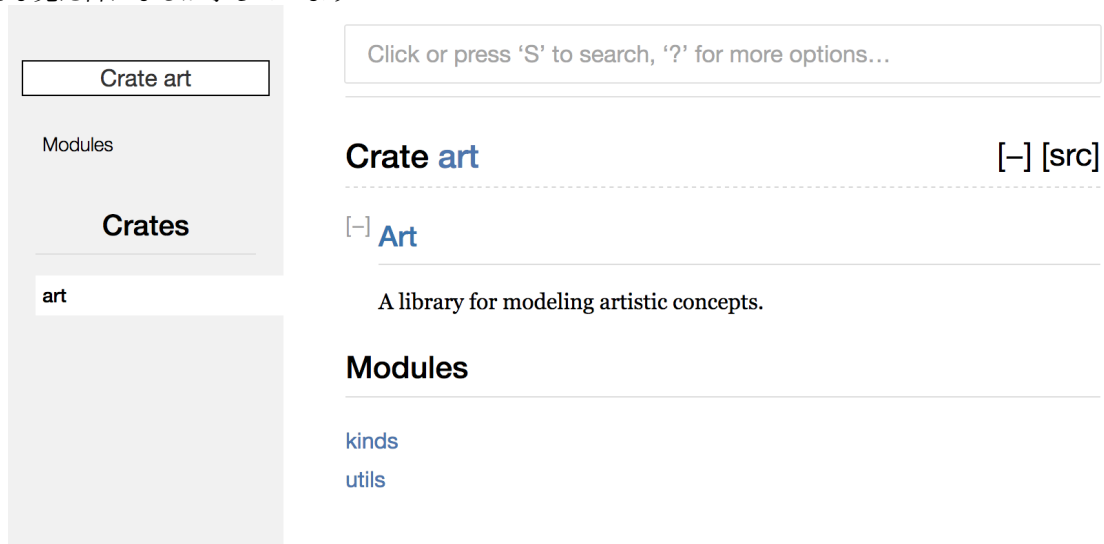 Crate art
Modules
Crates
art
Click or press ‘S’ to search, ‘?’ for more options…
Crate art
[−] [src]
[−] Art
A library for modeling artistic concepts.
Modules
kinds
utils